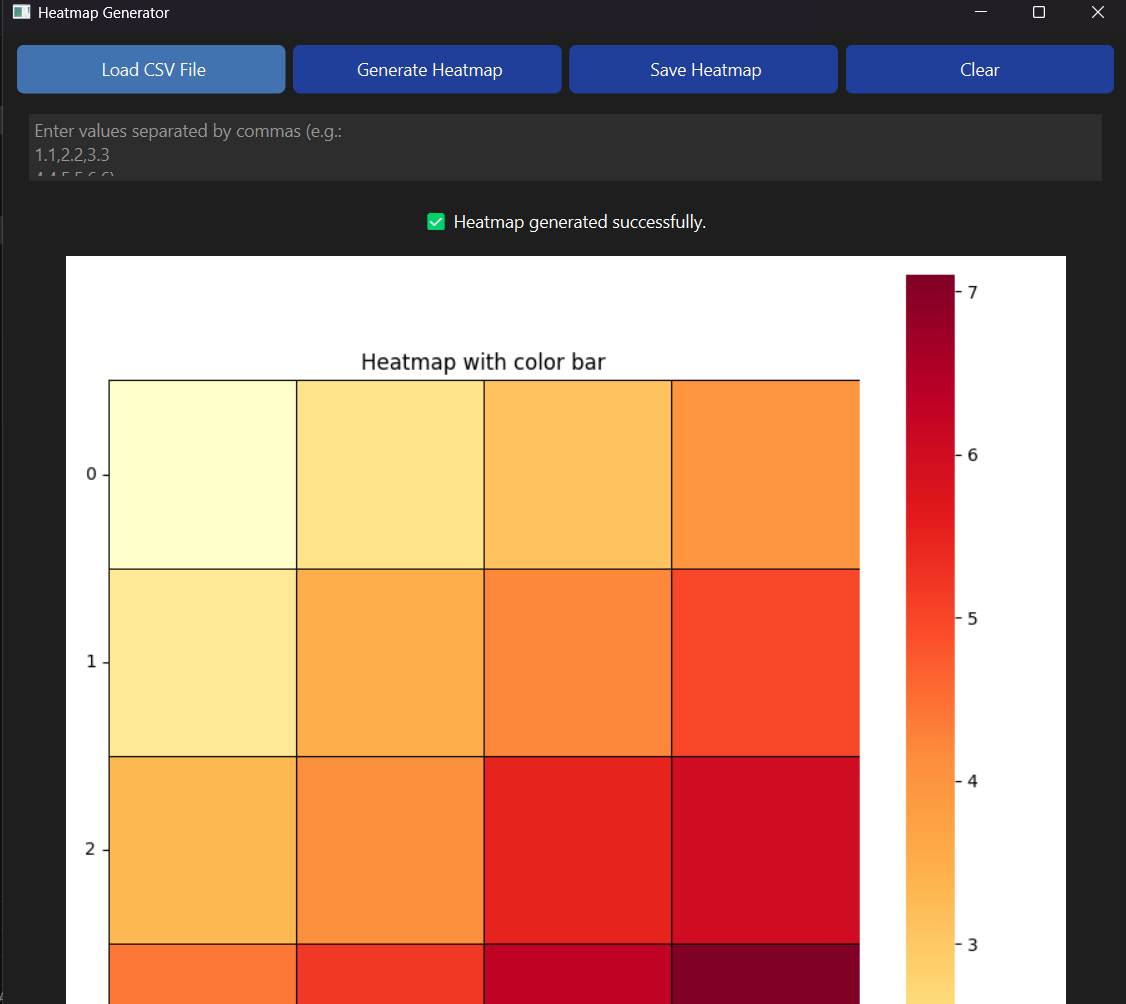 Heatmap Generator
Load CSV File Generate Heatmap Save Heatmap Clear
Enter values separated by commas (e.g.:
1.1,2.2,3.3
Heatmap generated successfully.
Heatmap with color bar
7
6
5
4
3
0
1
2